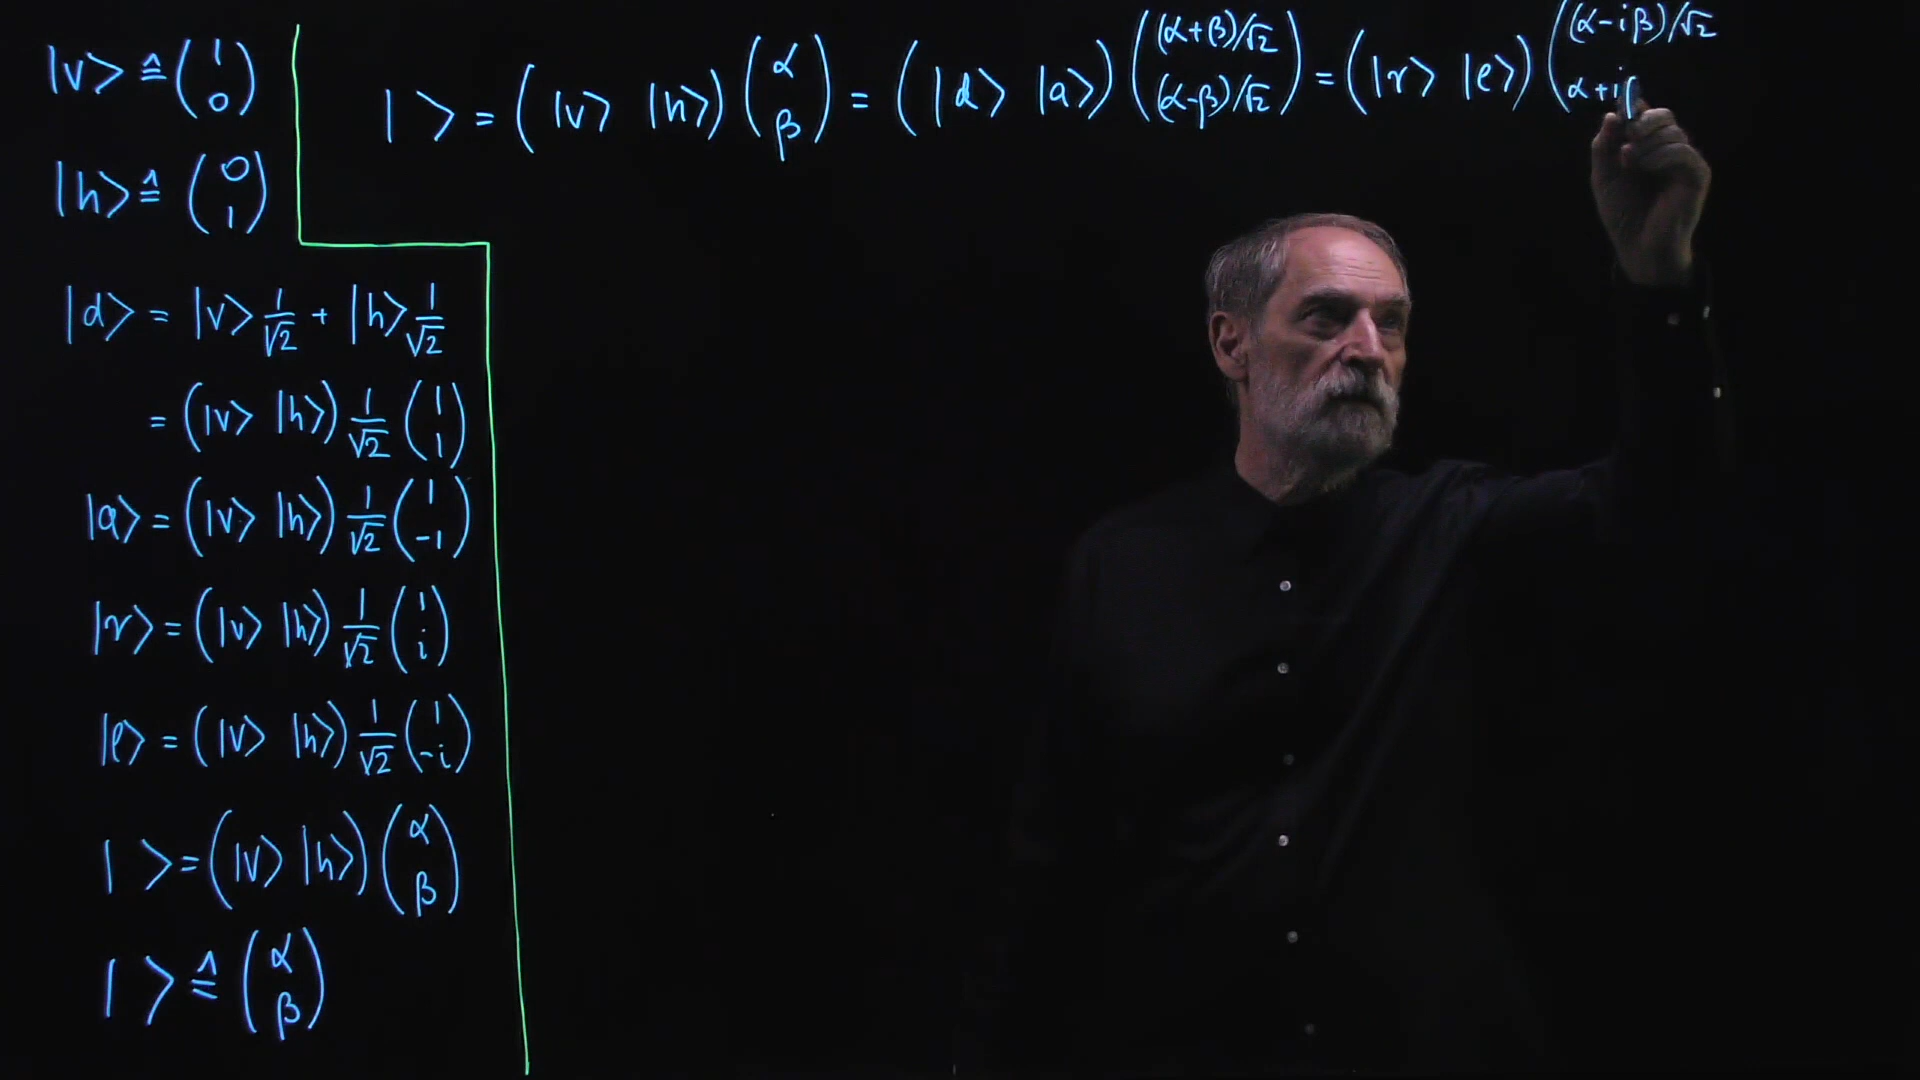 |v> ≙ (1 0)
|h> ≙ (0 1)
|d> = |v> 1/√2 + |h> 1/√2
= (|v> |h>) 1/√2 (1 1)
|a> = (|v> |h>) 1/√2 (1 -1)
|r> = (|v> |h>) 1/√2 (1 i)
|ℓ> = (|v> |h>) 1/√2 (1 -i)
| > = (|v> |h>) (α β)
| > ≙ (α β)
| > = (|v> |h>) (α β) = (|d> |a>) ((α+β)/√2 (α-β)/√2) = (|r> |ℓ>) ((α-iβ)/√2 α+i